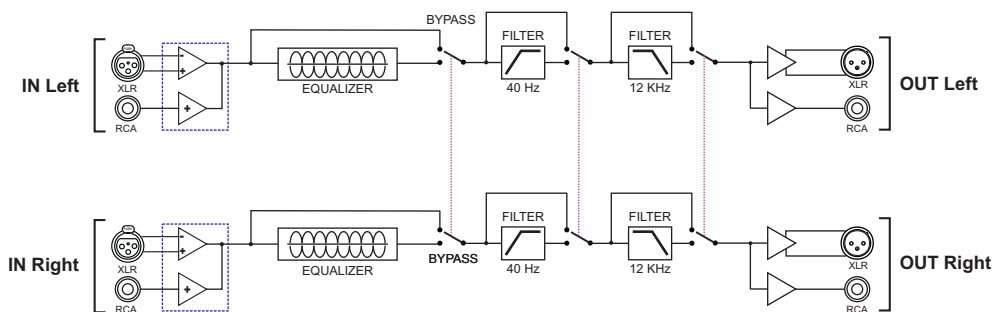 BYPASS
FILTER
FILTER
IN Left
XLR
EQUALIZER
40 Hz
12 KHz
XLR
OUT Left
RCA
RCA
FILTER
FILTER
IN Right
XLR
EQUALIZER
BYPASS
40 Hz
12 KHz
XLR
OUT Right
RCA
RCA